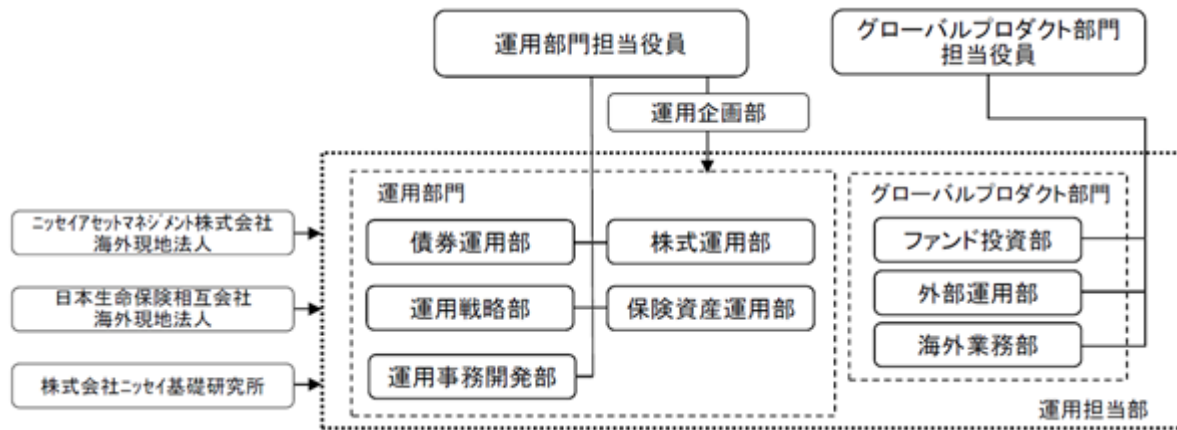 運用部門担当役員
グローバルプロダクト部門
担当役員
運用企画部
運用部門
グローバルプロダクト部門
ニッセイアセットマネジメント株式会社
海外現地法人
債券運用部
株式運用部
ファンド投資部
日本生命保険相互会社
海外現地法人
運用戦略部
保険資産運用部
外部運用部
海外業務部
株式会社ニッセイ基礎研究所
運用事務開発部
運用担当部